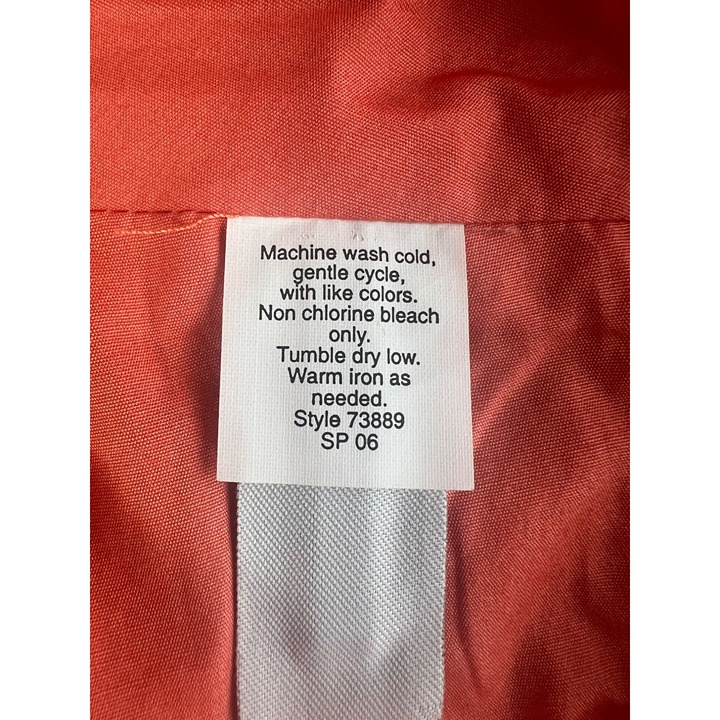 Machine wash cold,
gentle cycle,
with like colors.
Non chlorine bleach
only.
Tumble dry low.
Warm iron as
needed.
Style 73889
SP 06